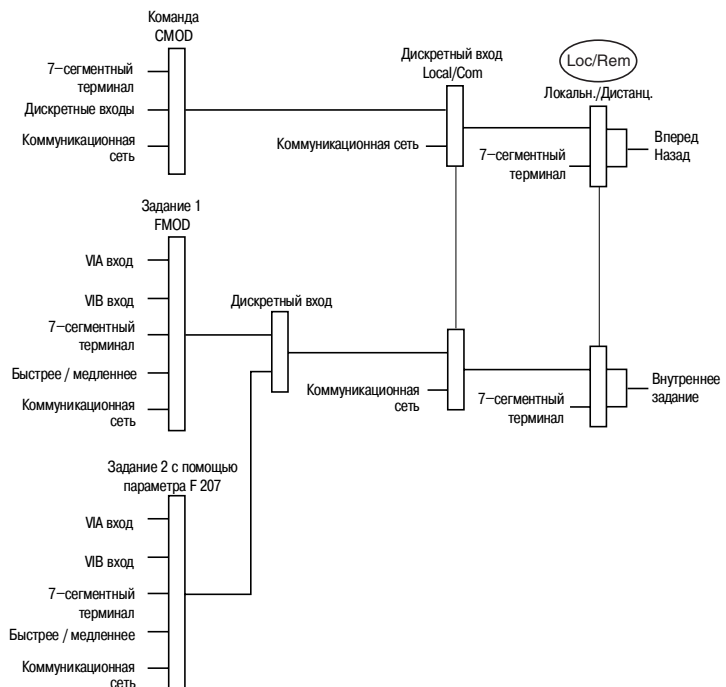 Команда
CMOD
7-сегментный
терминал
Дискретные входы
Коммуникационная
сеть
Дискретный вход
Local/Com
Коммуникационная сеть
Loc/Rem
Локальн./Дистанц.
7-сегментный
терминал
Вперед
Назад
Задание 1
FMOD
VIA вход
VIB вход
7-сегментный
терминал
Быстрее / медленнее
Коммуникационная
сеть
Дискретный вход
Коммуникационная
сеть
7-сегментный
терминал
Внутреннее
задание
Задание 2 с помощью
параметра F 207
VIA вход
VIB вход
7-сегментный
терминал
Быстрее / медленнее
Коммуникационная
сеть